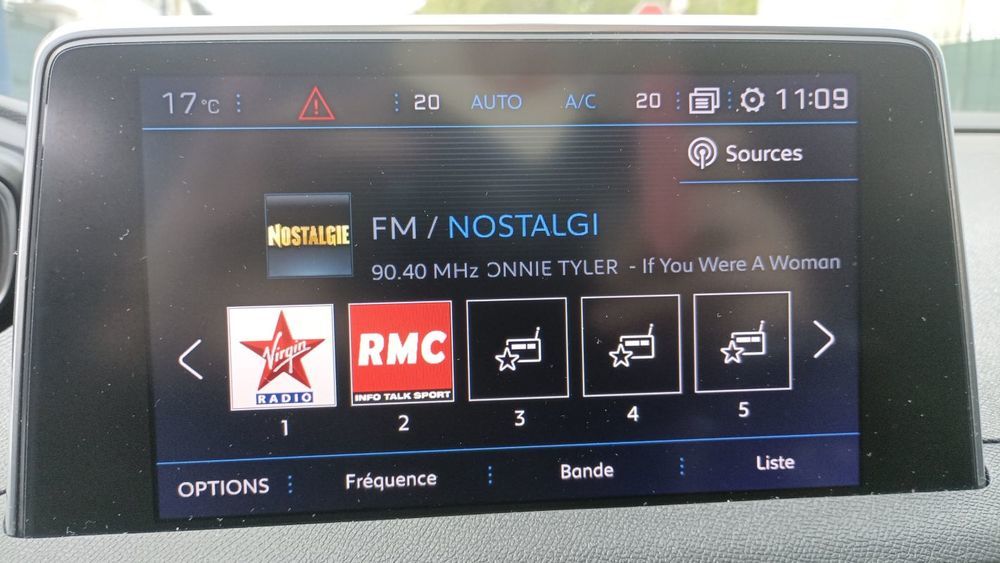 17 °C 20 AUTO A/C 20 11:09
Sources
NOSTALGIE
FM / NOSTALGI
90.40 MHz ONNIE TYLER - If You Were A Woman
Virgin
RADIO
RMC
INFO TALK SPORT
1 2 3 4 5
OPTIONS Fréquence Bande Liste